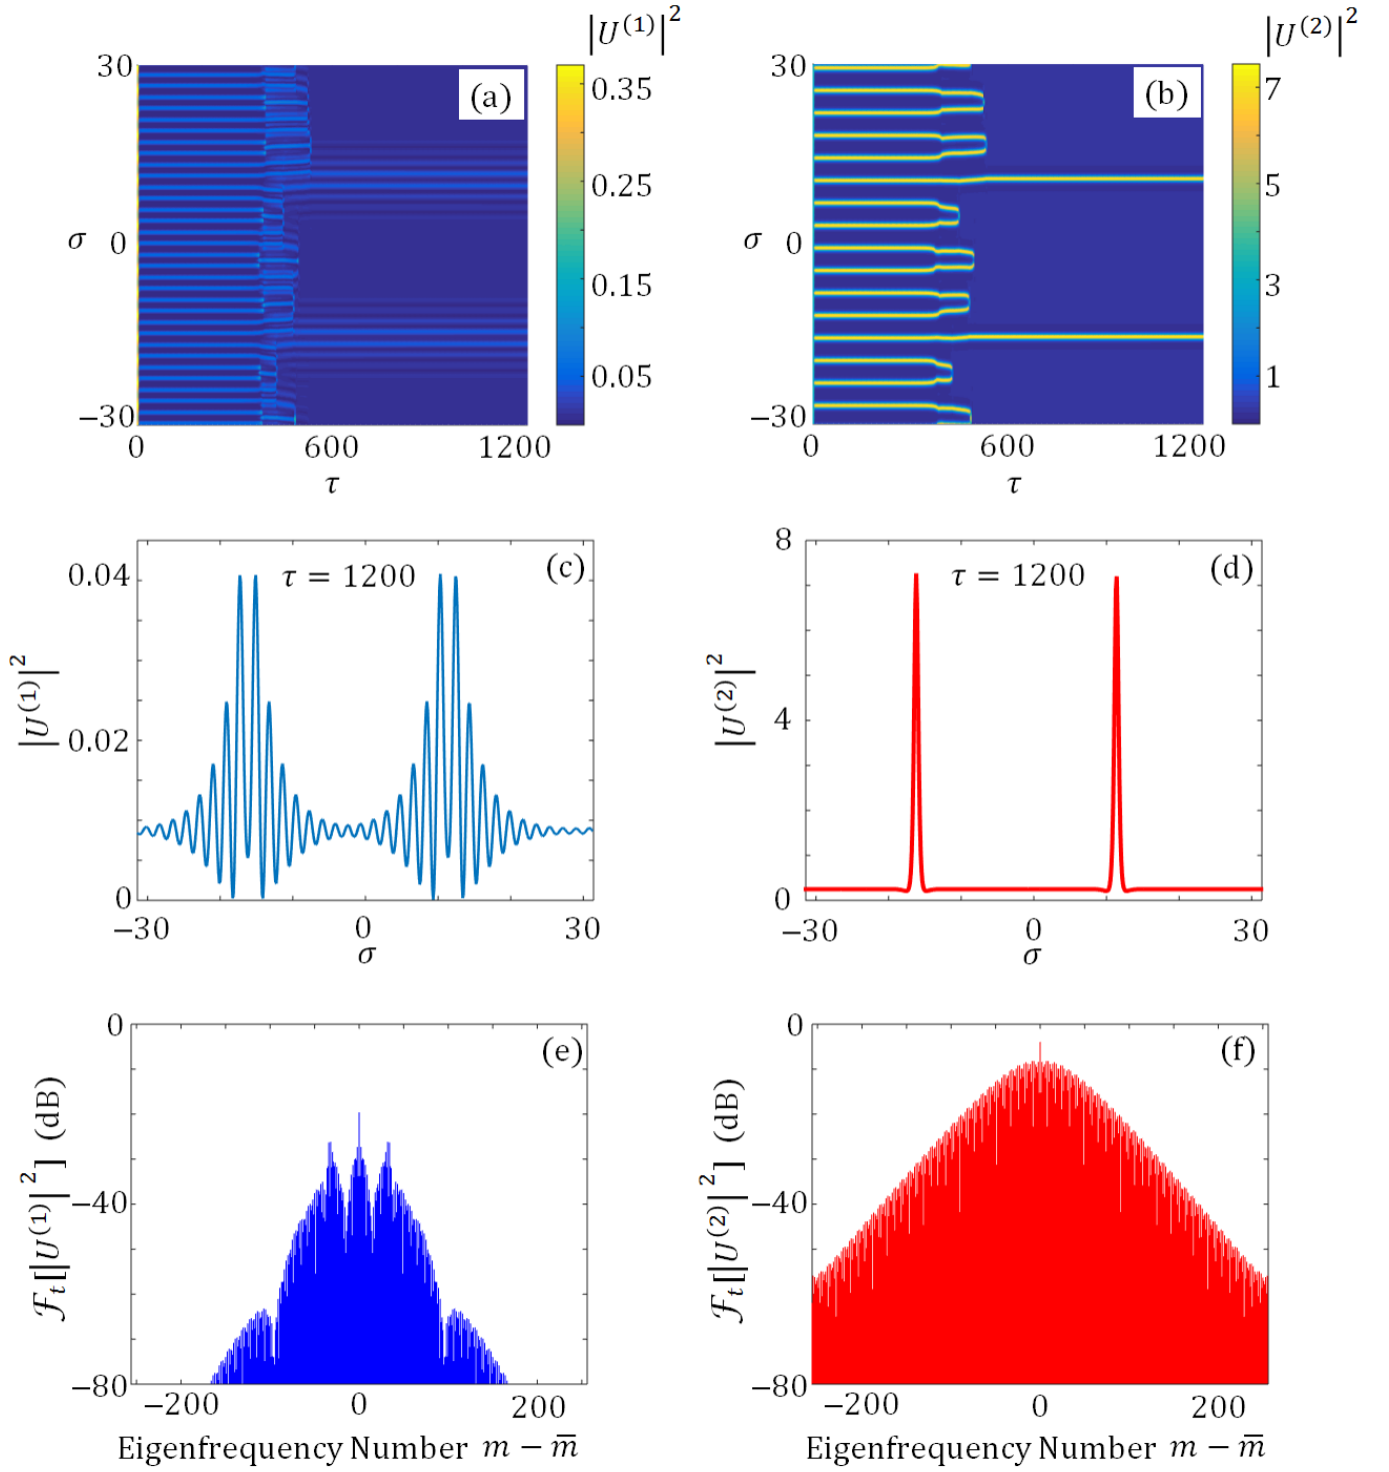 |U⁽¹⁾|²
30
(a)
0.35
0.25
σ 0
0.15
0.05
−30
0 600 1200
τ
|U⁽²⁾|²
30
(b)
7
5
σ 0
3
1
−30
0 600 1200
τ
(c)
τ = 1200
0.04
|U⁽¹⁾|²
0.02
0
−30 0 30
σ
8
(d)
τ = 1200
|U⁽²⁾|²
4
0
−30 0 30
σ
0
(e)
ℱₜ[|U⁽¹⁾|²] (dB)
−40
−80
−200 0 200
Eigenfrequency Number m − m̅
0
(f)
ℱₜ[|U⁽²⁾|²] (dB)
−40
−80
−200 0 200
Eigenfrequency Number m − m̅